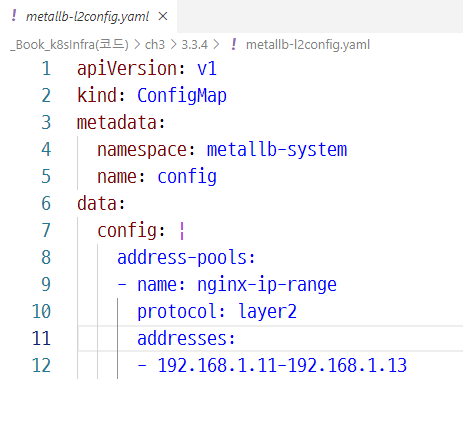 metallb-l2config.yaml ×
_Book_k8sInfra(코드) > ch3 > 3.3.4 > ! metallb-l2config.yaml
1 apiVersion: v1
2 kind: ConfigMap
3 metadata:
4   namespace: metallb-system
5   name: config
6 data:
7   config: |
8     address-pools:
9     - name: nginx-ip-range
10       protocol: layer2
11       addresses:
12       - 192.168.1.11-192.168.1.13